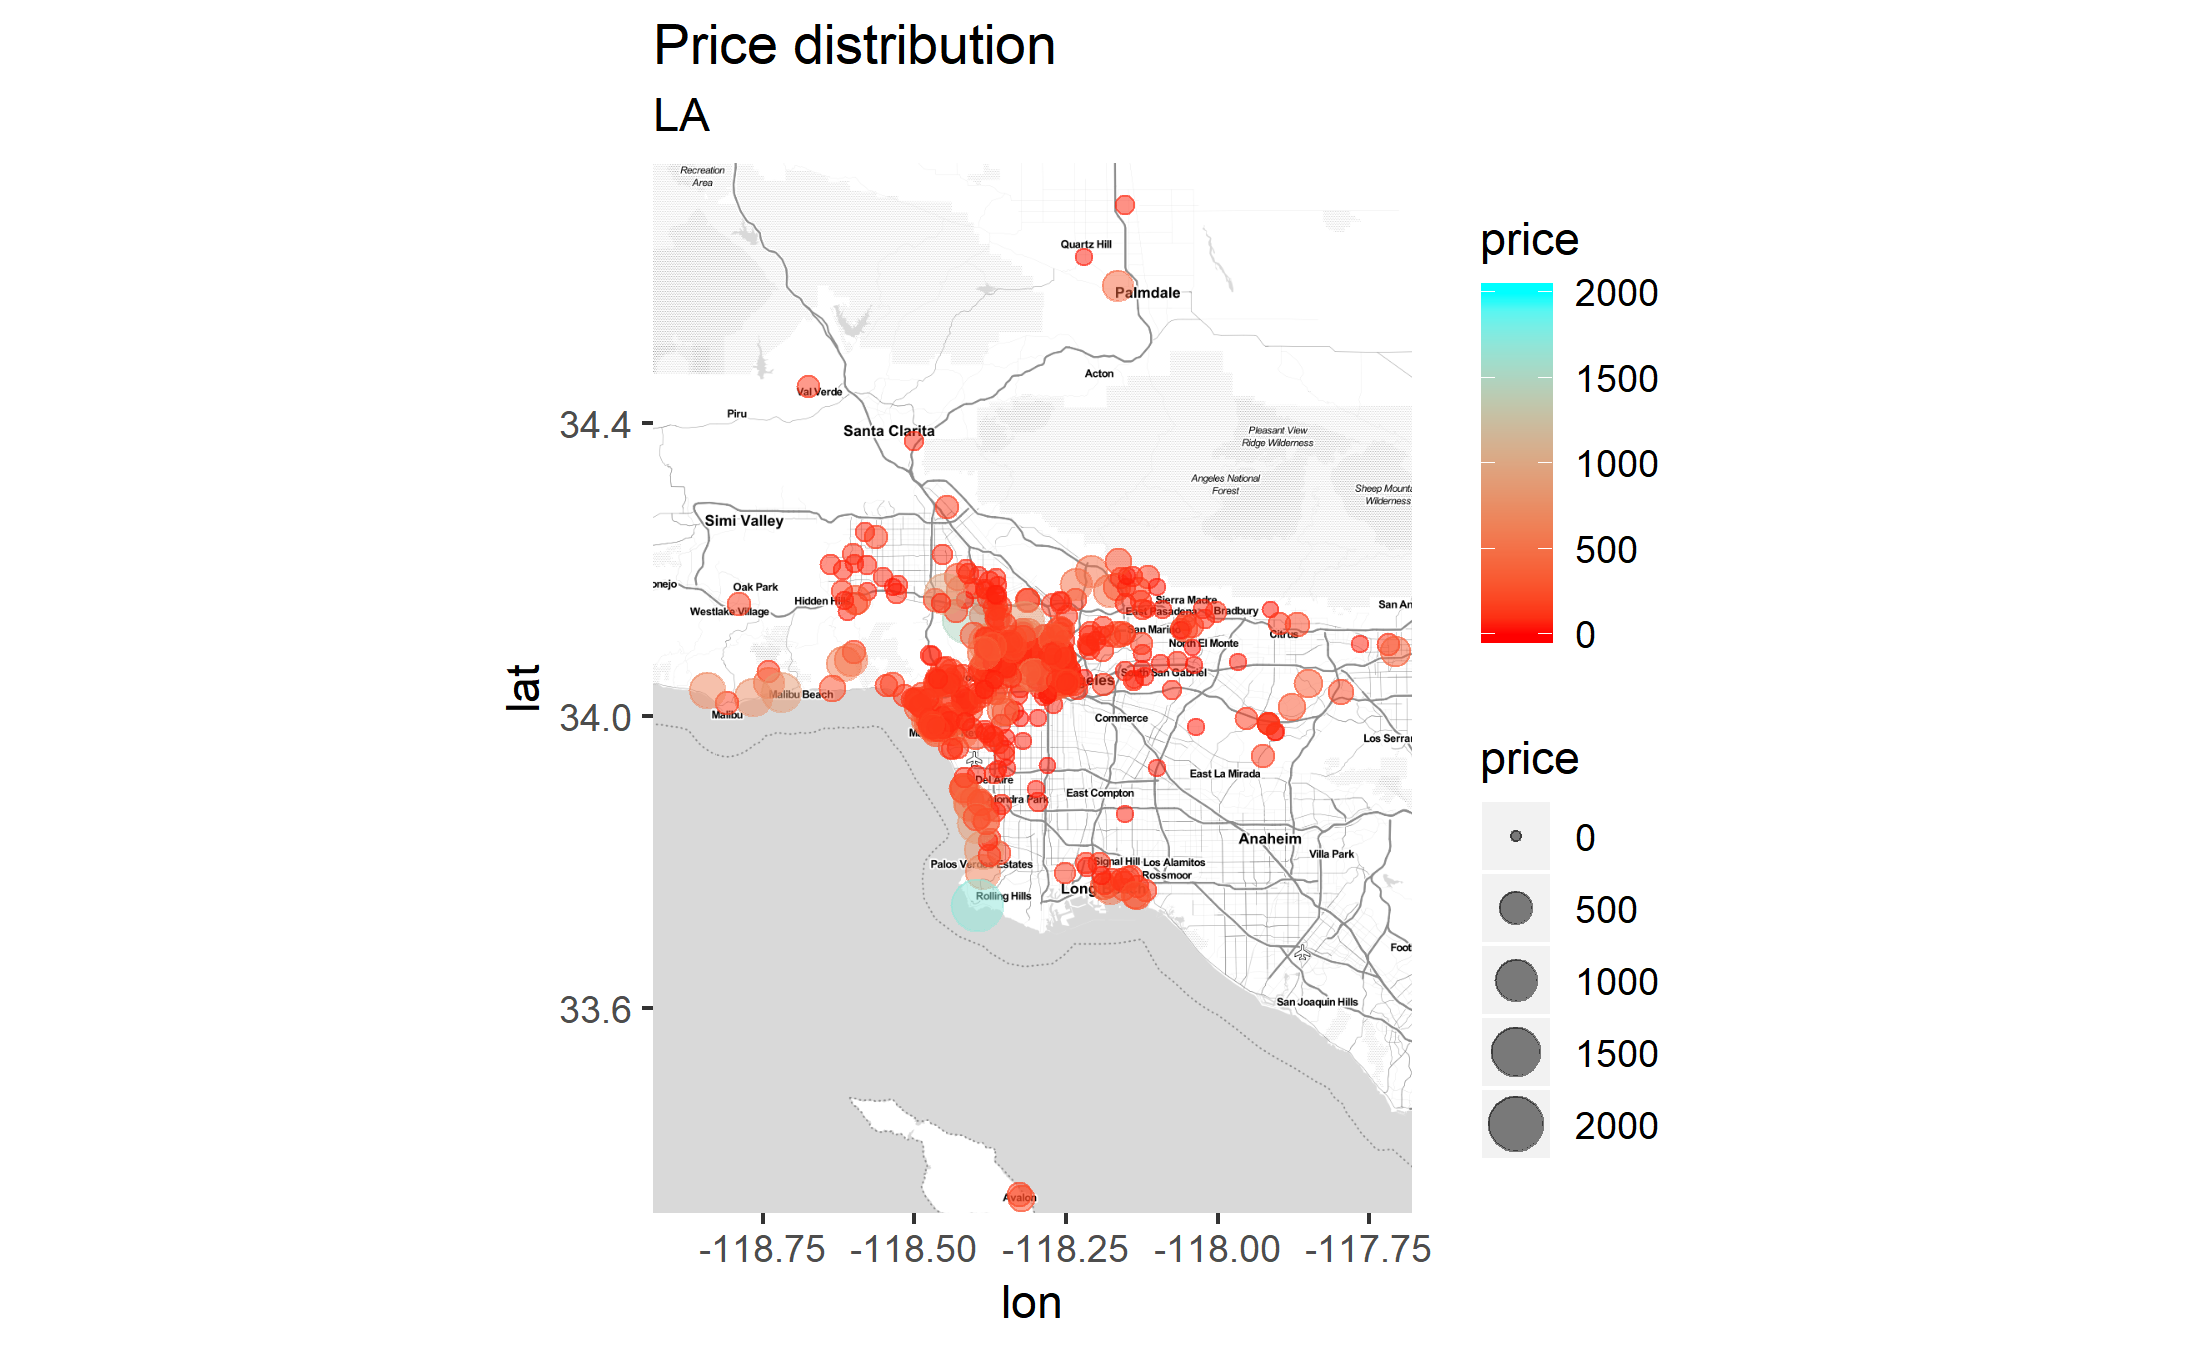 Price distribution
LA
Recreation
Area
Quartz Hill
Palmdale
Acton
Val Verde
Piru
Santa Clarita
Pleasant View
Ridge Wilderness
Angeles National
Forest
Sheep Mounta
Wilderness
Simi Valley
onejo
Oak Park
Westlake Village
Hidden Hi
Sierra Madre
East Pasadena
Bradbury
San An
San Marino
Citrus
North El Monte
South San Gabriel
eles
Malibu Beach
Malibu
Commerce
Los Serra
East La Mirada
Del Aire
ondra Park
East Compton
Anaheim
Villa Park
Palos Verdes Estates
Signal Hill
Los Alamitos
Rossmoor
Long
Rolling Hills
Foot
San Joaquin Hills
Avalon
34.4
34.0
33.6
lat
-118.75
-118.50
-118.25
-118.00
-117.75
lon
price
2000
1500
1000
500
0
price
0
500
1000
1500
2000